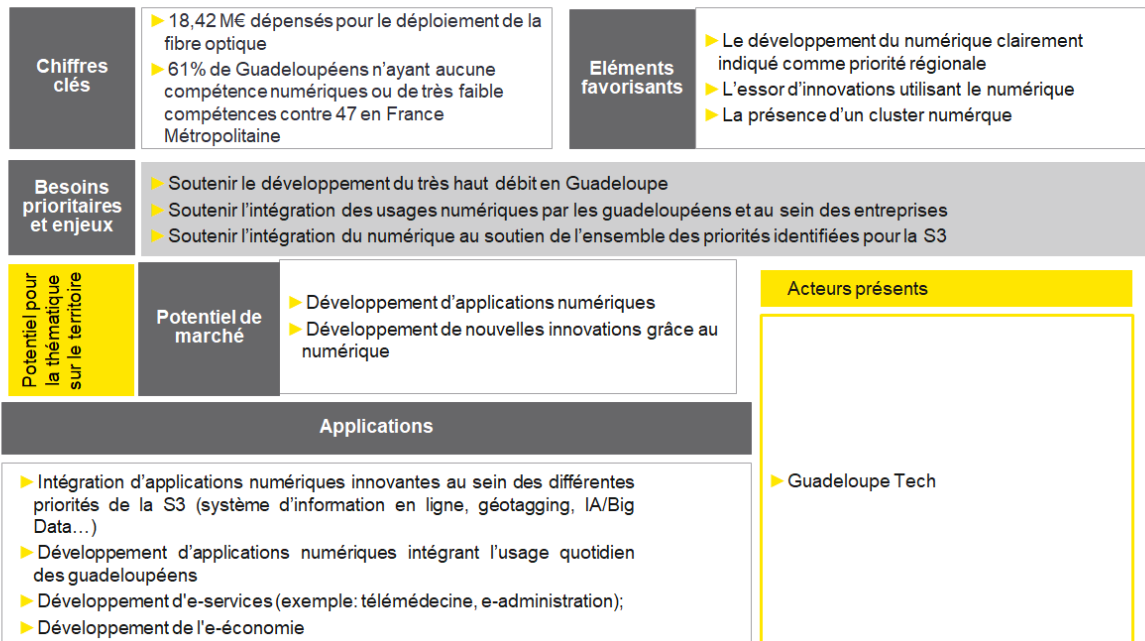 Chiffres
clés
► 18,42 M€ dépensés pour le déploiement de la
fibre optique
► 61% de Guadeloupéens n'ayant aucune
compétence numériques ou de très faible
compétences contre 47 en France
Métropolitaine
Eléments
favorisants
► Le développement du numérique clairement
indiqué comme priorité régionale
► L'essor d'innovations utilisant le numérique
► La présence d'un cluster numérque
Besoins
prioritaires
et enjeux
► Soutenir le développement du très haut débit en Guadeloupe
► Soutenir l'intégration des usages numériques par les guadeloupéens et au sein des entreprises
► Soutenir l'intégration du numérique au soutien de l'ensemble des priorités identifiées pour la S3
Potentiel pour
la thématique
sur le territoire
Potentiel de
marché
► Développement d'applications numériques
► Développement de nouvelles innovations grâce au
numérique
Acteurs présents
► Guadeloupe Tech
Applications
► Intégration d'applications numériques innovantes au sein des différentes
priorités de la S3 (système d'information en ligne, géotagging, IA/Big
Data…)
► Développement d'applications numériques intégrant l'usage quotidien
des guadeloupéens
► Développement d'e-services (exemple: télémédecine, e-administration);
► Développement de l'e-économie